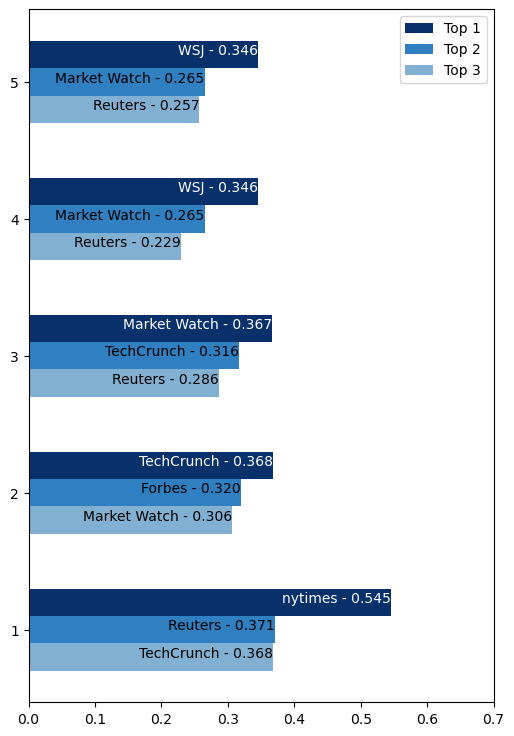 Top 1
Top 2
Top 3
5
WSJ - 0.346
Market Watch - 0.265
Reuters - 0.257
4
WSJ - 0.346
Market Watch - 0.265
Reuters - 0.229
3
Market Watch - 0.367
TechCrunch - 0.316
Reuters - 0.286
2
TechCrunch - 0.368
Forbes - 0.320
Market Watch - 0.306
1
nytimes - 0.545
Reuters - 0.371
TechCrunch - 0.368
0.0 0.1 0.2 0.3 0.4 0.5 0.6 0.7